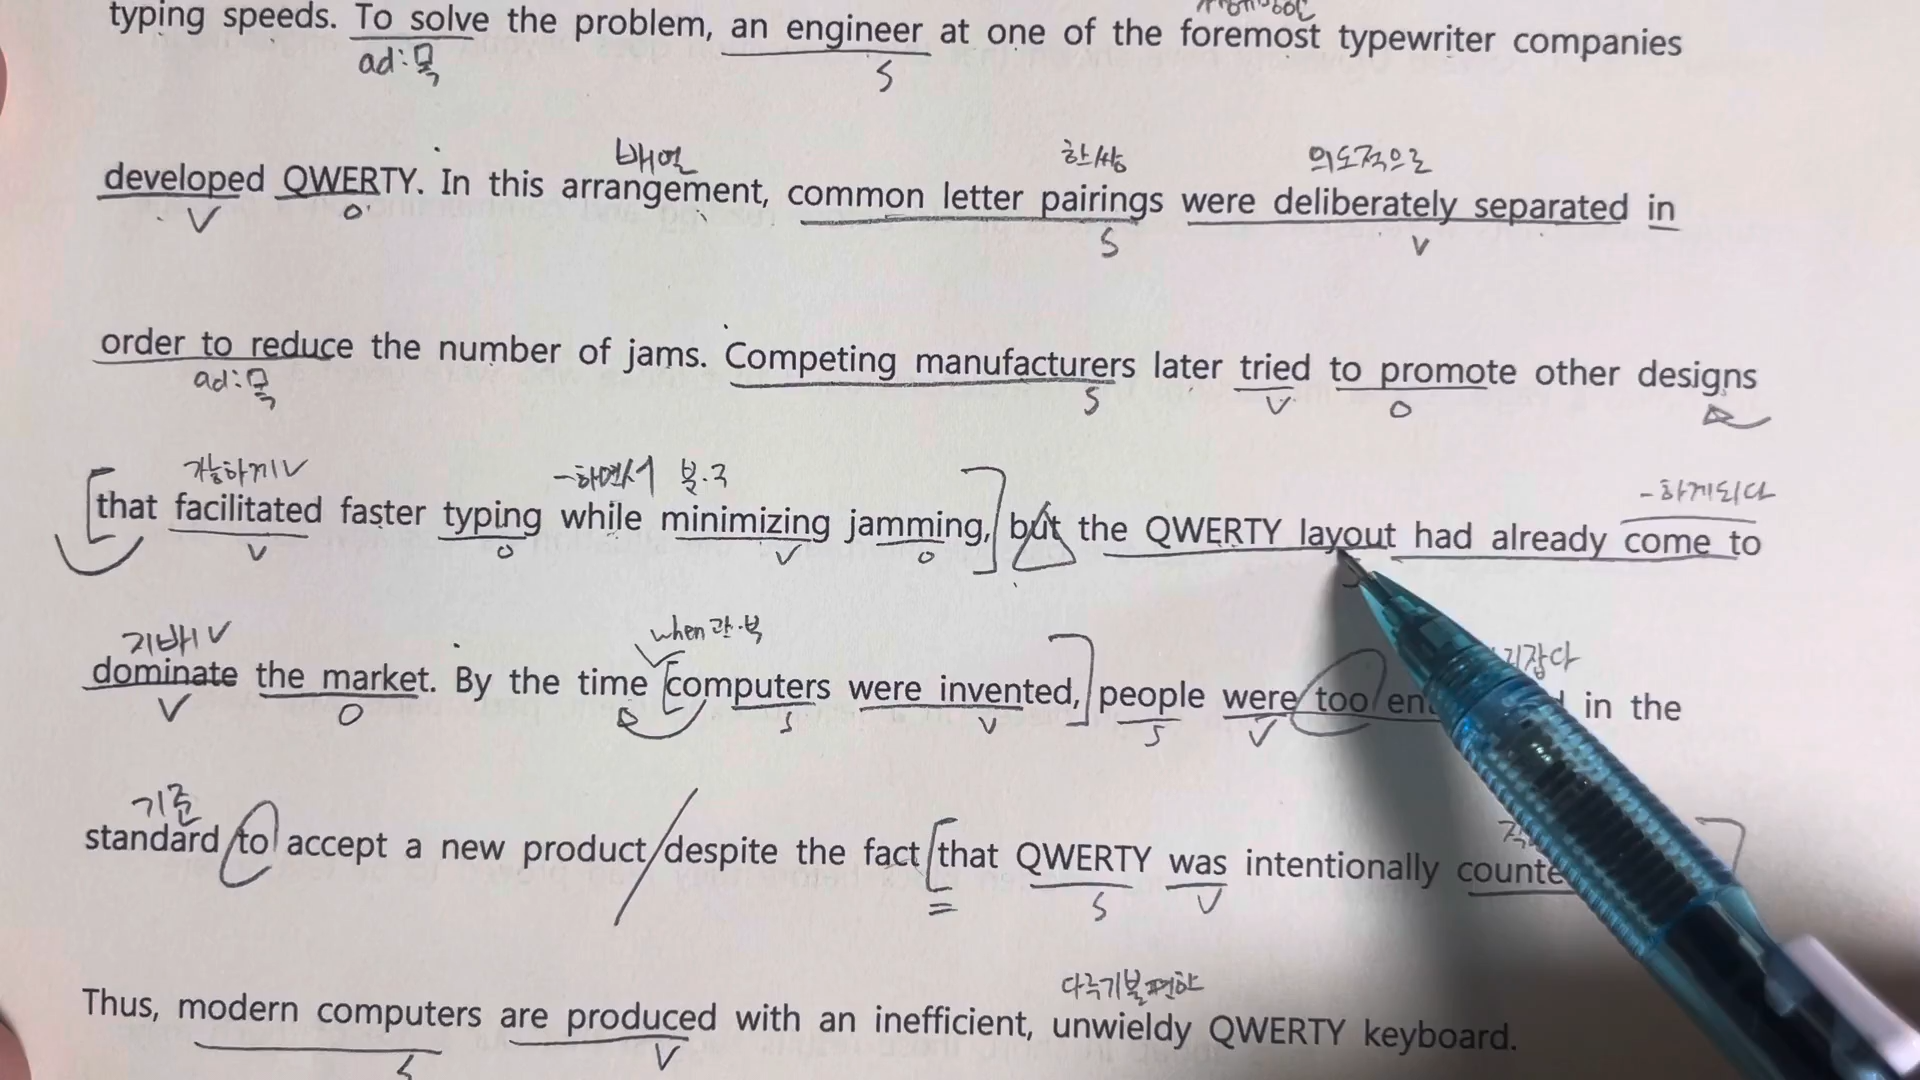 typing speeds. To solve the problem, an engineer at one of the foremost typewriter companies
ad:목
S
배열
한쌍
의도적으로
developed QWERTY. In this arrangement, common letter pairings were deliberately separated in
V
O
S
V
order to reduce the number of jams. Competing manufacturers later tried to promote other designs
ad:목
S
V
O
가능하게V
-하면서 분.구
-하게되다
that facilitated faster typing while minimizing jamming, but the QWERTY layout had already come to
V
O
V
O
지배V
when 관.부
dominate the market. By the time computers were invented, people were too in the
V
O
S
V
S
V
기준
standard to accept a new product / despite the fact that QWERTY was intentionally
S
V
다루기불편한
Thus, modern computers are produced with an inefficient, unwieldy QWERTY keyboard.
S
V